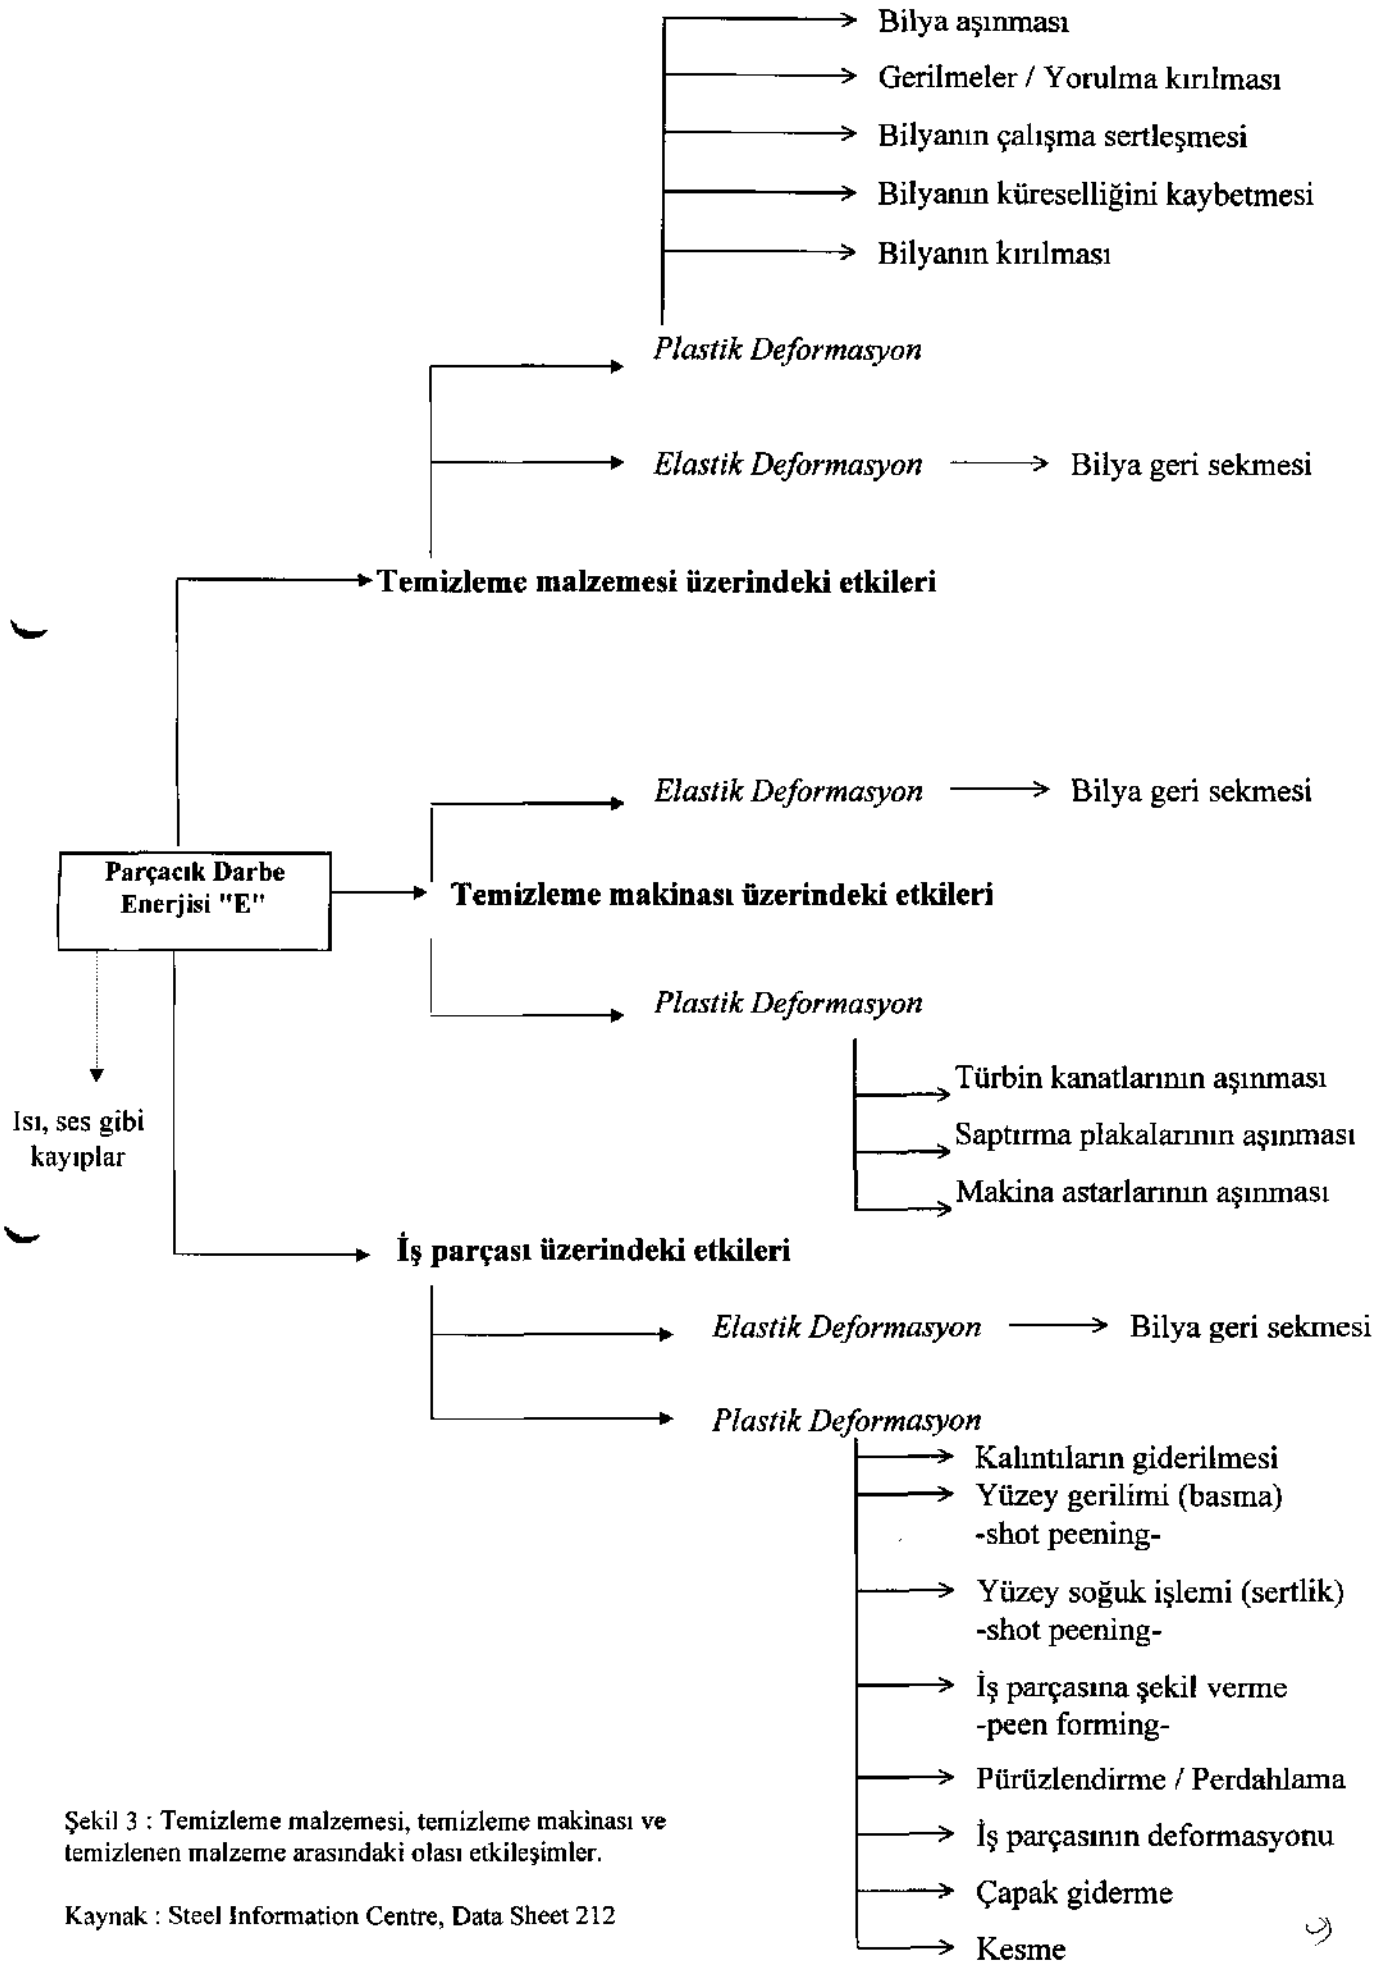 Bilya aşınması
Gerilmeler / Yorulma kırılması
Bilyanın çalışma sertleşmesi
Bilyanın küreselliğini kaybetmesi
Bilyanın kırılması
Plastik Deformasyon
Elastik Deformasyon
Bilya geri sekmesi
Temizleme malzemesi üzerindeki etkileri
Elastik Deformasyon
Bilya geri sekmesi
Parçacık Darbe
Enerjisi "E"
Temizleme makinası üzerindeki etkileri
Plastik Deformasyon
Türbin kanatlarının aşınması
Saptırma plakalarının aşınması
Makina astarlarının aşınması
Isı, ses gibi
kayıplar
İş parçası üzerindeki etkileri
Elastik Deformasyon
Bilya geri sekmesi
Plastik Deformasyon
Kalıntıların giderilmesi
Yüzey gerilimi (basma)
-shot peening-
Yüzey soğuk işlemi (sertlik)
-shot peening-
İş parçasına şekil verme
-peen forming-
Pürüzlendirme / Perdahlama
İş parçasının deformasyonu
Çapak giderme
Kesme
Şekil 3 : Temizleme malzemesi, temizleme makinası ve
temizlenen malzeme arasındaki olası etkileşimler.
Kaynak : Steel Information Centre, Data Sheet 212